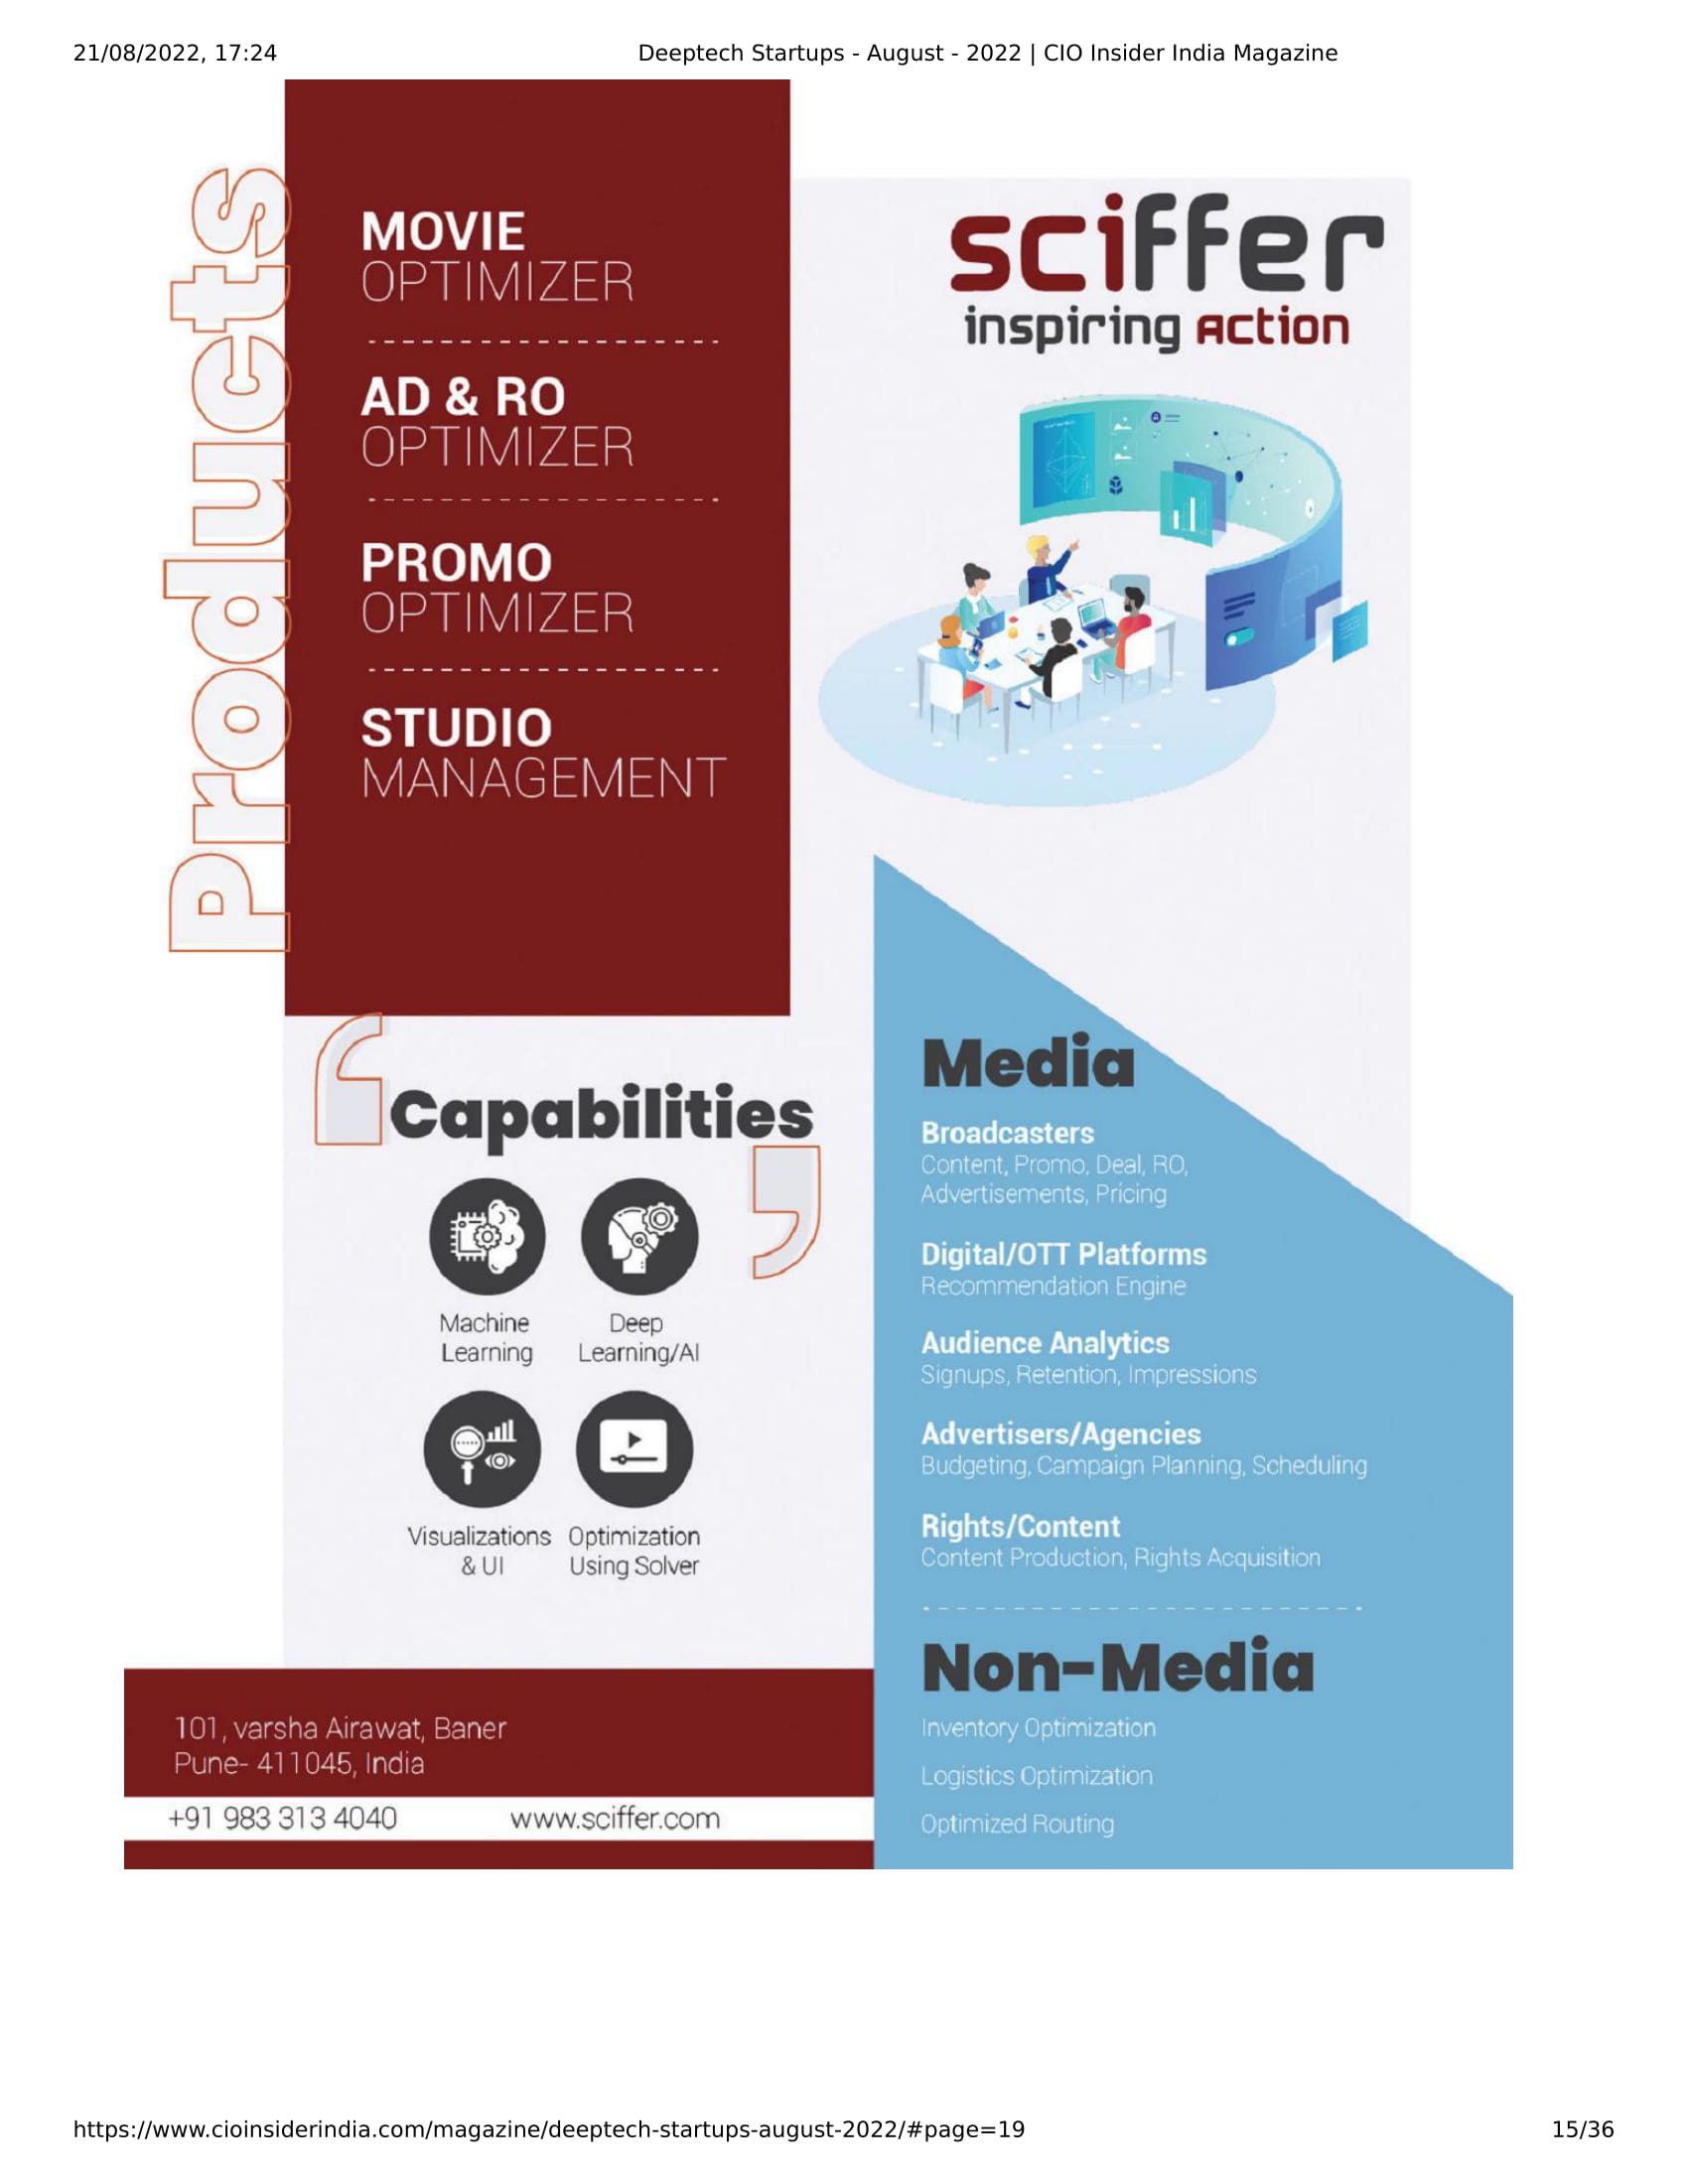 21/08/2022, 17:24
Deeptech Startups - August - 2022 | CIO Insider India Magazine
Products
MOVIE
OPTIMIZER
AD & RO
OPTIMIZER
PROMO
OPTIMIZER
STUDIO
MANAGEMENT
sciffer
inspiring action
Capabilities
Machine
Learning
Deep
Learning/AI
Visualizations
& UI
Optimization
Using Solver
Media
Broadcasters
Content, Promo, Deal, RO,
Advertisements, Pricing
Digital/OTT Platforms
Recommendation Engine
Audience Analytics
Signups, Retention, Impressions
Advertisers/Agencies
Budgeting, Campaign Planning, Scheduling
Rights/Content
Content Production, Rights Acquisition
Non-Media
Inventory Optimization
Logistics Optimization
Optimized Routing
101, varsha Airawat, Baner
Pune- 411045, India
+91 983 313 4040
www.sciffer.com
https://www.cioinsiderindia.com/magazine/deeptech-startups-august-2022/#page=19
15/36